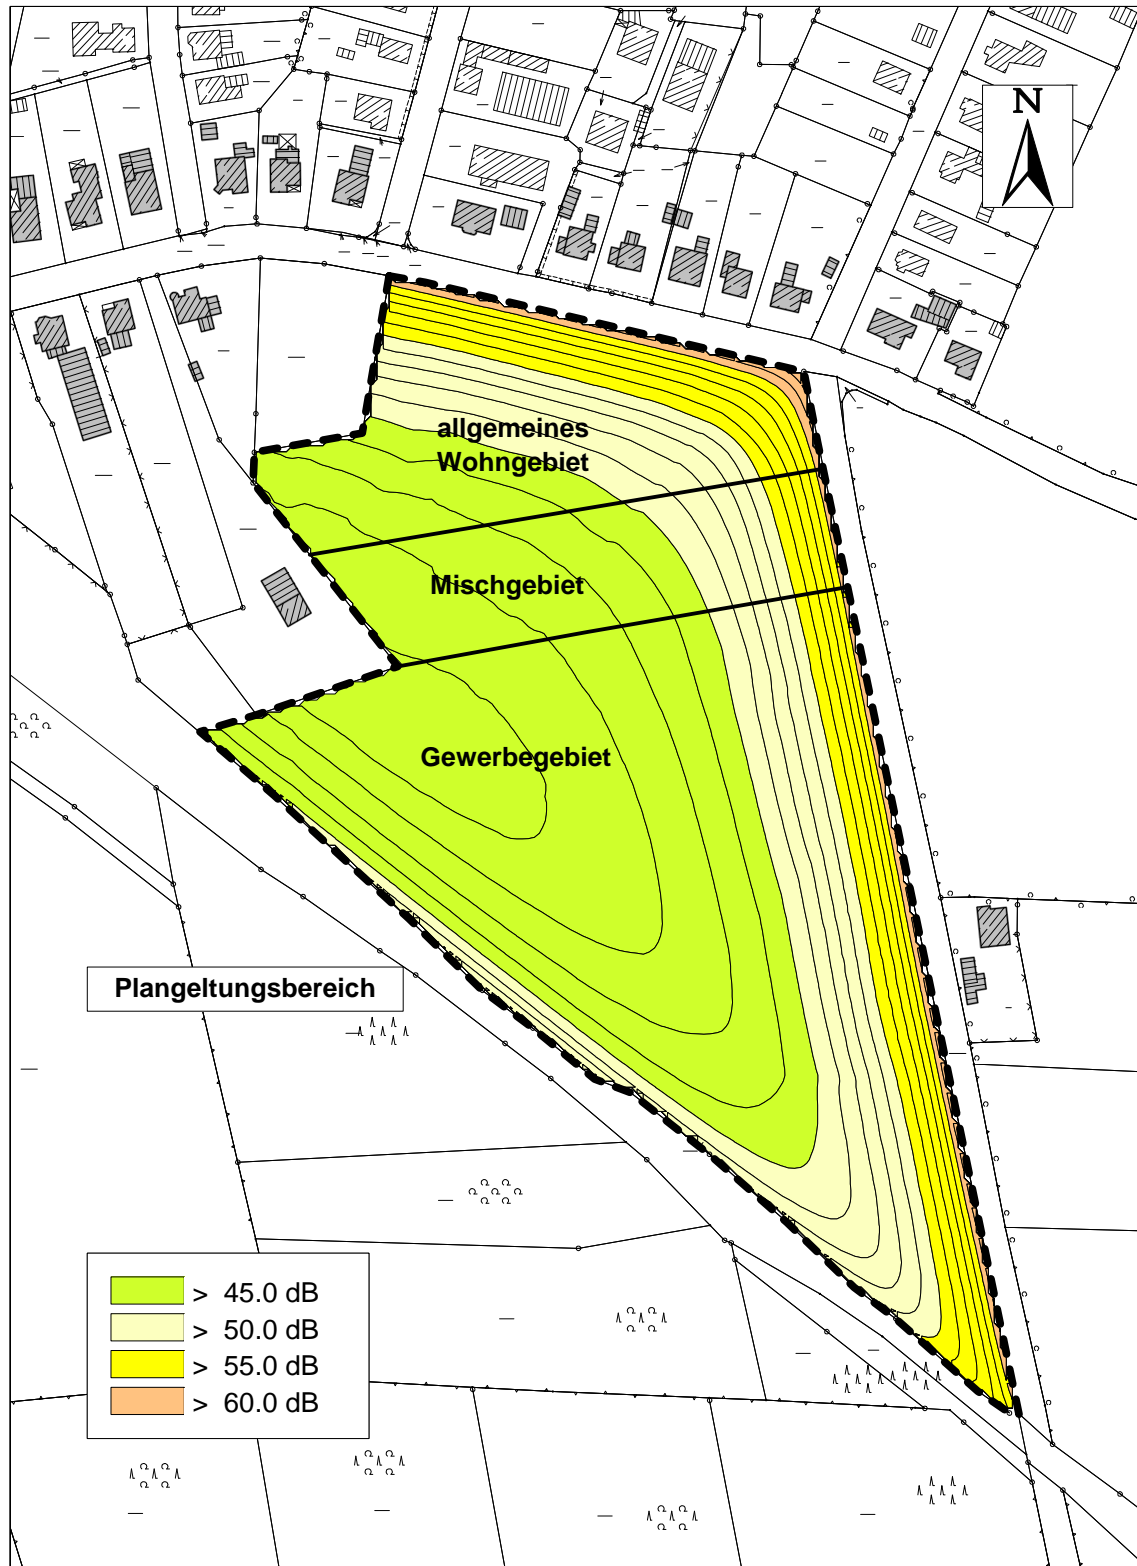 N
allgemeines
Wohngebiet
Mischgebiet
Gewerbegebiet
Plangeltungsbereich
> 45.0 dB
> 50.0 dB
> 55.0 dB
> 60.0 dB